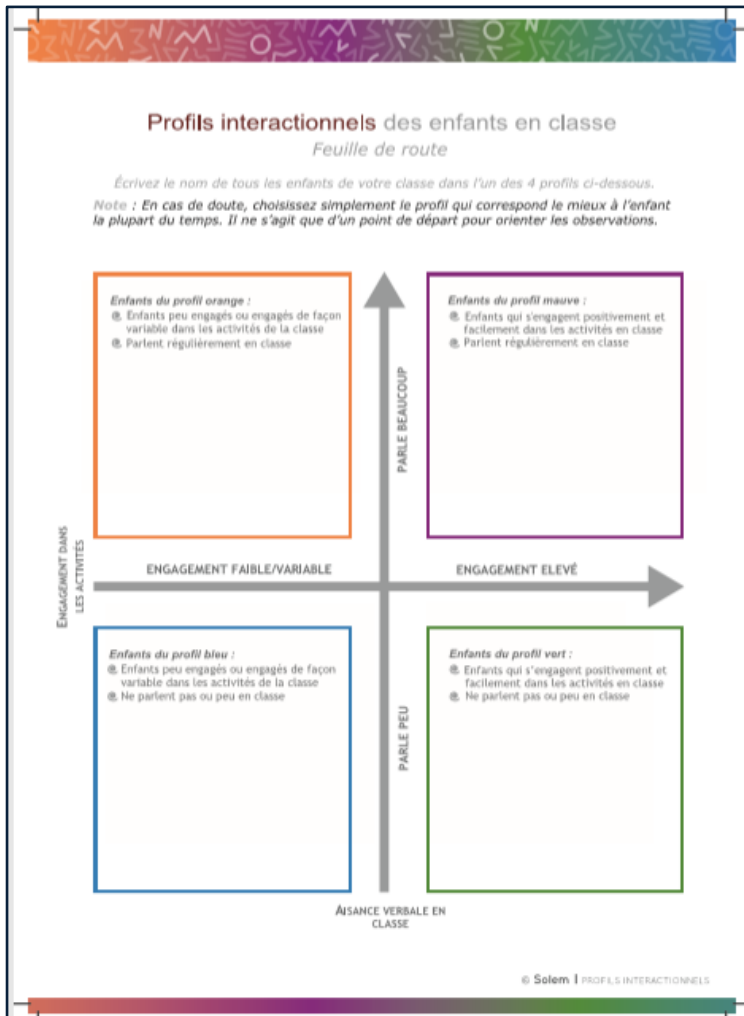 Profils interactionnels des enfants en classe
Feuille de route
Écrivez le nom de tous les enfants de votre classe dans l'un des 4 profils ci-dessous.
Note : En cas de doute, choisissez simplement le profil qui correspond le mieux à l'enfant
la plupart du temps. Il ne s'agit que d'un point de départ pour orienter les observations.
Enfants du profil orange :
Enfants peu engagés ou engagés de façon
variable dans les activités de la classe
Parlent régulièrement en classe
Enfants du profil mauve :
Enfants qui s'engagent positivement et
facilement dans les activités en classe
Parlent régulièrement en classe
PARLE BEAUCOUP
ENGAGEMENT DANS
LES ACTIVITÉS
ENGAGEMENT FAIBLE/VARIABLE
ENGAGEMENT ELEVÉ
Enfants du profil bleu :
Enfants peu engagés ou engagés de façon
variable dans les activités de la classe
Ne parlent pas ou peu en classe
Enfants du profil vert :
Enfants qui s'engagent positivement et
facilement dans les activités en classe
Ne parlent pas ou peu en classe
PARLE PEU
AISANCE VERBALE EN
CLASSE
© Solem | PROFILS INTERACTIONNELS